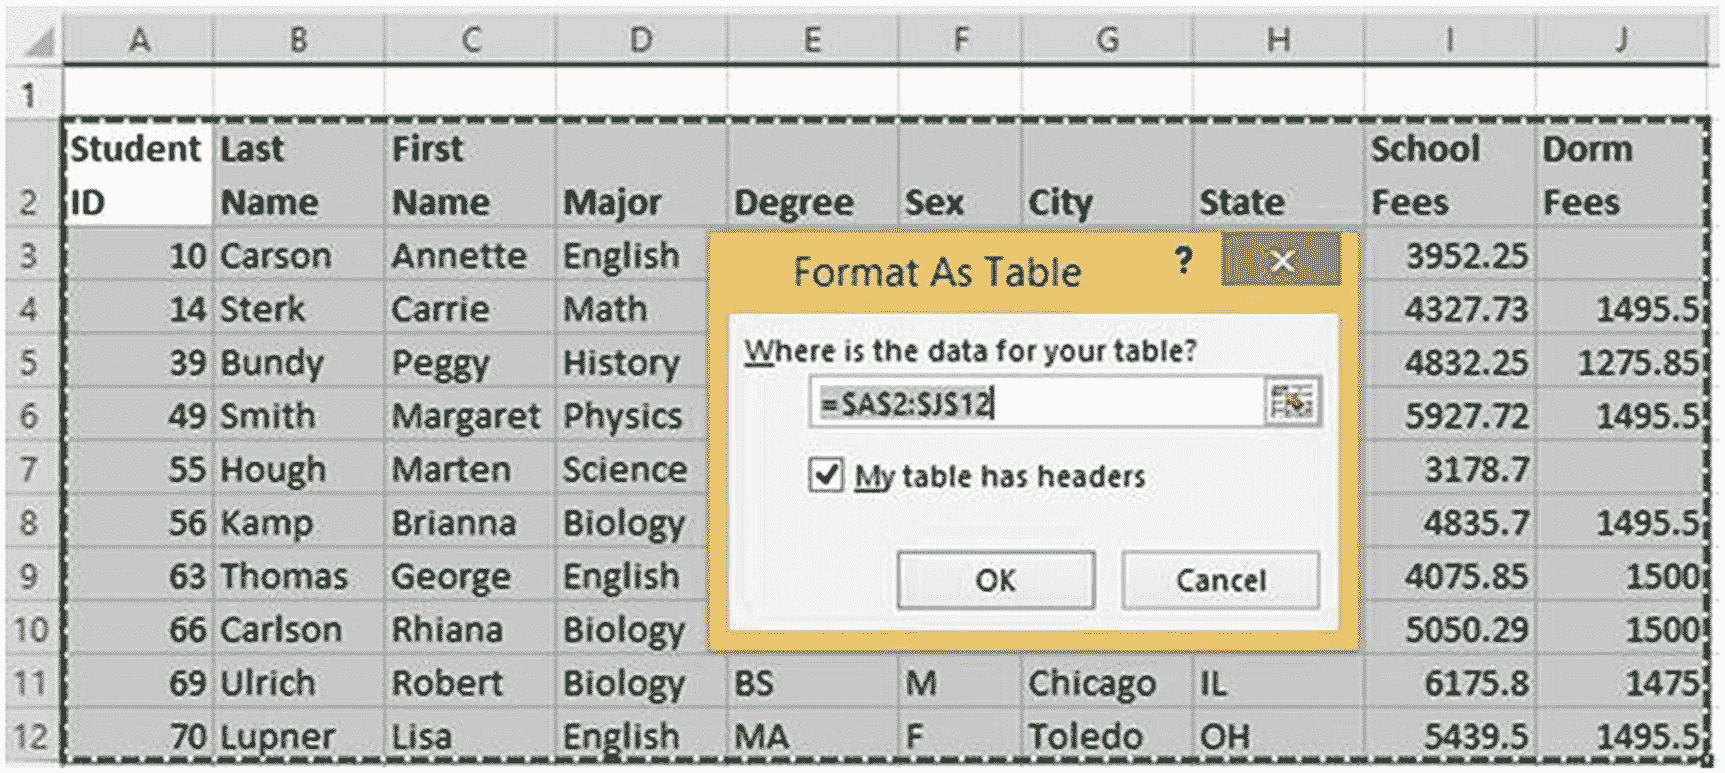 A B C D E F G H I J
1
Student Last First School Dorm
2 ID Name Name Major Degree Sex City State Fees Fees
3 10 Carson Annette English 3952.25
Format As Table ? X
4 14 Sterk Carrie Math 4327.73 1495.5
Where is the data for your table?
5 39 Bundy Peggy History 4832.25 1275.85
=$A$2:$J$12
6 49 Smith Margaret Physics 5927.72 1495.5
My table has headers
7 55 Hough Marten Science 3178.7
8 56 Kamp Brianna Biology 4835.7 1495.5
OK Cancel
9 63 Thomas George English 4075.85 1500
10 66 Carlson Rhiana Biology 5050.29 1500
11 69 Ulrich Robert Biology BS M Chicago IL 6175.8 1475
12 70 Lupner Lisa English MA F Toledo OH 5439.5 1495.5